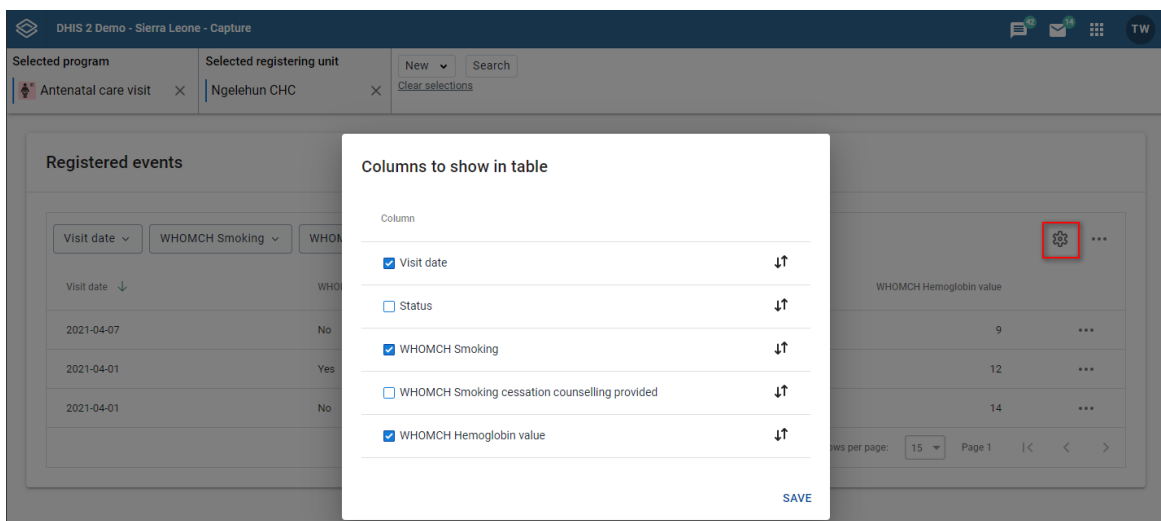 DHIS 2 Demo - Sierra Leone - Capture 42 14 TW
Selected program Selected registering unit New Search
Antenatal care visit Ngelehun CHC Clear selections
Registered events
Columns to show in table
Column
Visit date WHOMCH Smoking
Visit date
Status
WHOMCH Smoking
WHOMCH Smoking cessation counselling provided
WHOMCH Hemoglobin value
SAVE
Visit date WHOMCH Hemoglobin value
2021-04-07 No 9
2021-04-01 Yes 12
2021-04-01 No 14
per page: 15 Page 1